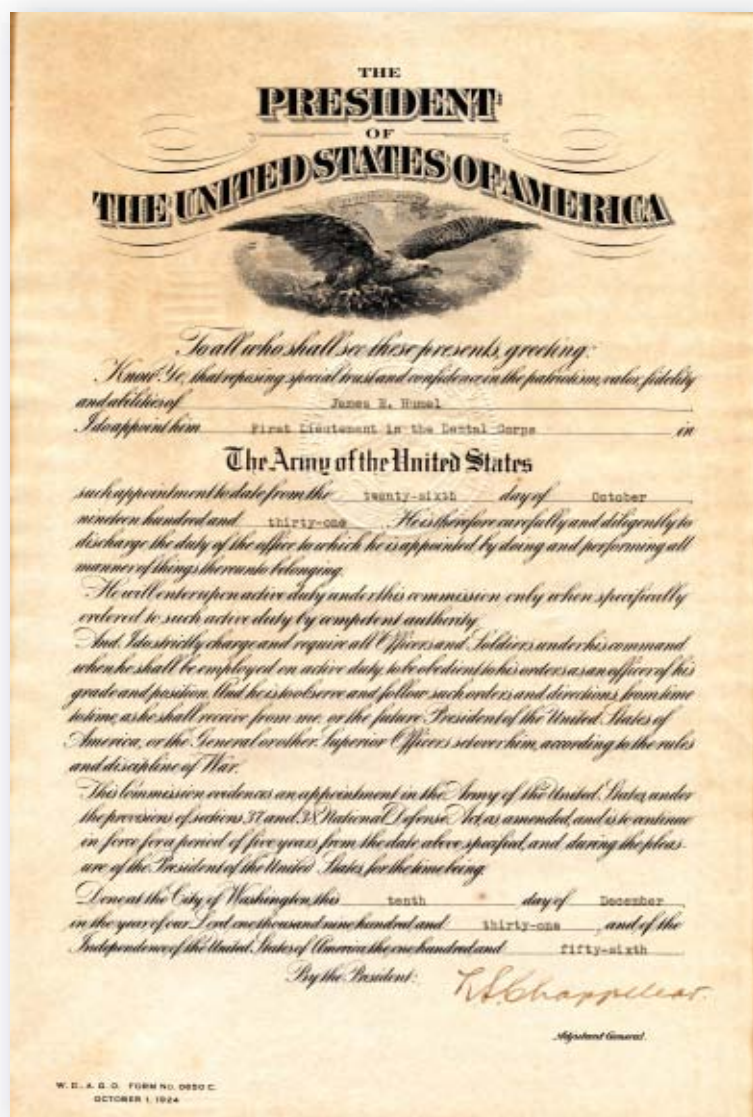 THE
PRESIDENT
OF
THE UNITED STATES OF AMERICA
To all who shall see these presents, greeting:
Know Ye, that reposing special trust and confidence in the patriotism, valor, fidelity
and abilities of James E. Humel,
I do appoint him First Lieutenant in the Dental Corps in
The Army of the United States
such appointment to date from the twenty-sixth day of October,
nineteen hundred and thirty-one. He is therefore carefully and diligently to
discharge the duty of the office to which he is appointed by doing and performing all
manner of things thereunto belonging.
He will enter upon active duty under this commission only when specifically
ordered to such active duty by competent authority.
And, I do strictly charge and require all Officers and Soldiers under his command
when he shall be employed on active duty to be obedient to his orders as an officer of his
grade and position. And he is to observe and follow such orders and directions, from time
to time, as he shall receive from me, or the future President of the United States of
America, or the General or other Superior Officers set over him, according to the rules
and discipline of War.
This Commission evidences an appointment in the Army of the United States, under
the provisions of sections 37 and 38 National Defense Act, as amended, and is to continue
in force for a period of five years from the date above specified, and during the pleas-
ure of the President of the United States, for the time being.
Done at the City of Washington, this tenth day of December,
in the year of our Lord one thousand nine hundred and thirty-one, and of the
Independence of the United States of America the one hundred and fifty-sixth
By the President:
Chappelear.
Adjutant General.
W. D., A. G. O. FORM NO. 0650 C.
OCTOBER 1, 1924